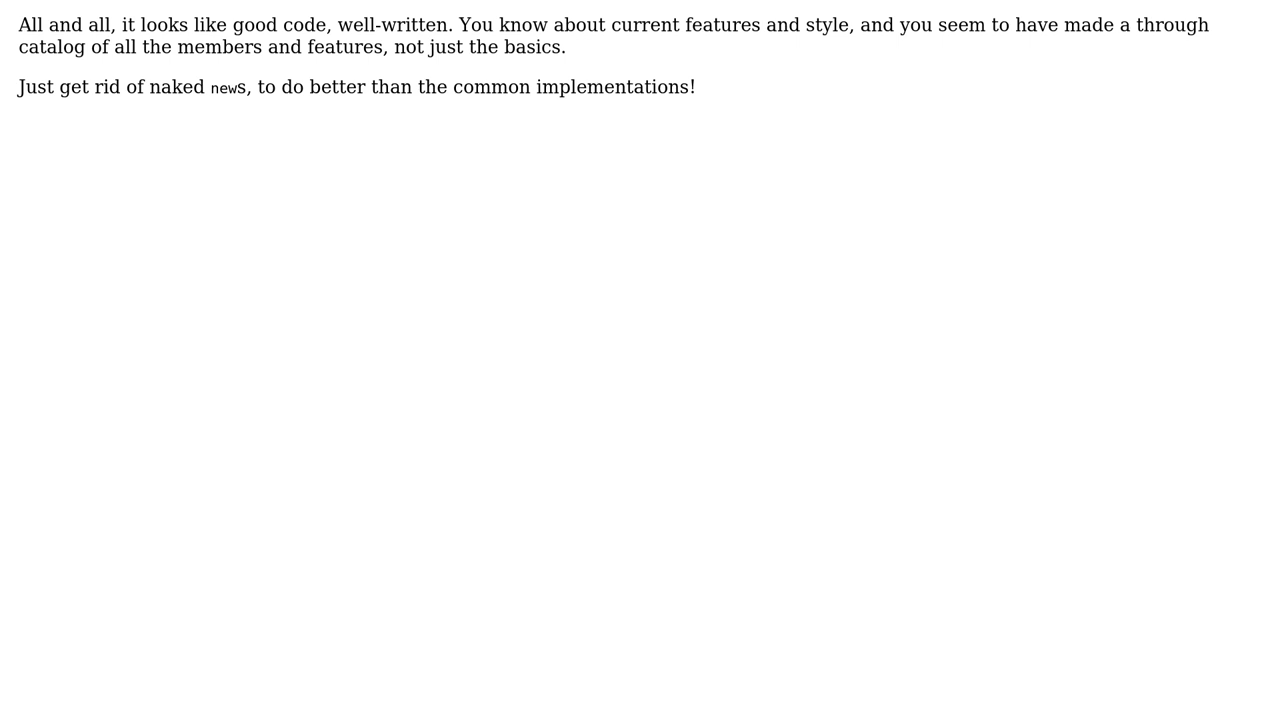 All and all, it looks like good code, well-written. You know about current features and style, and you seem to have made a through
catalog of all the members and features, not just the basics.
Just get rid of naked news, to do better than the common implementations!